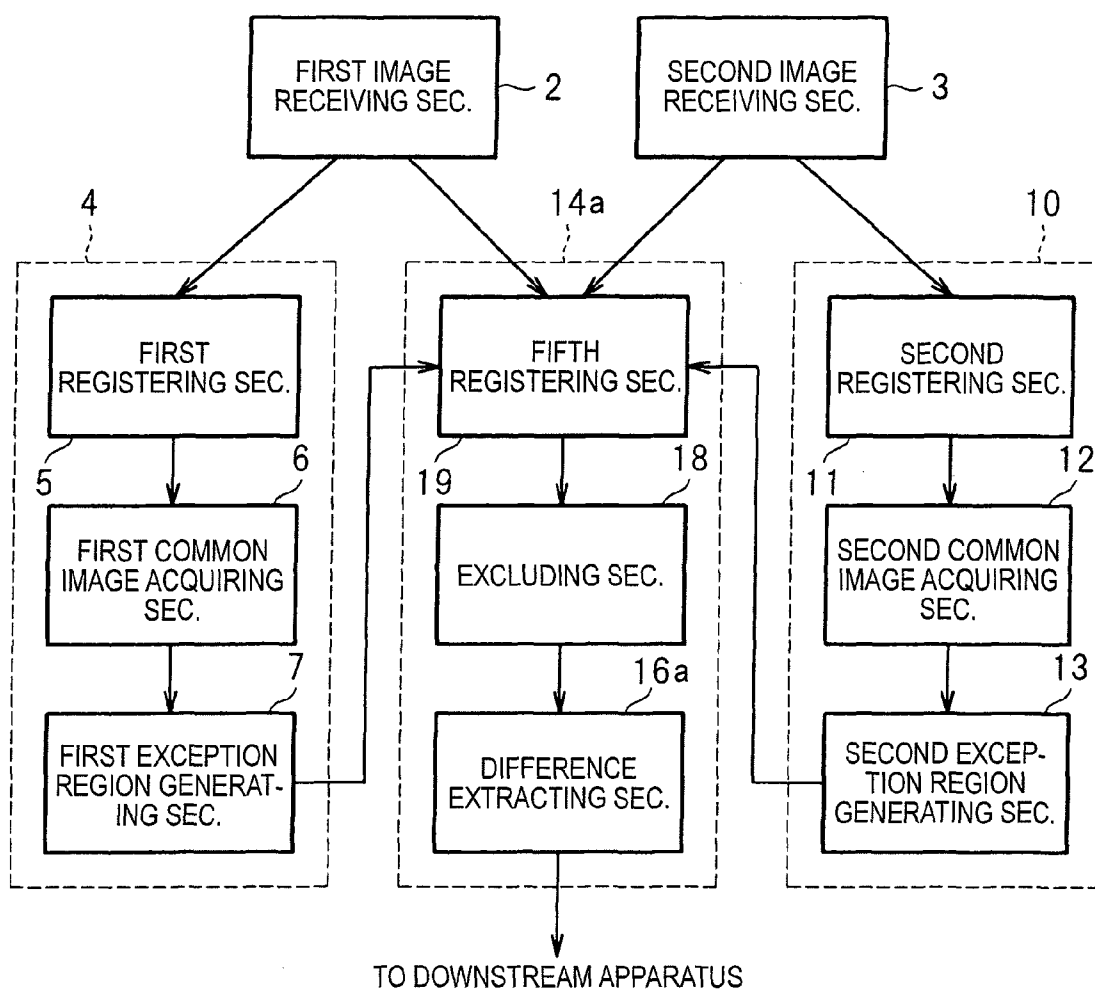 FIRST IMAGE
RECEIVING SEC.
2
SECOND IMAGE
RECEIVING SEC.
3
4
14a
10
FIRST
REGISTERING SEC.
5
FIFTH
REGISTERING SEC.
19
SECOND
REGISTERING SEC.
11
6
18
12
FIRST COMMON
IMAGE ACQUIRING
SEC.
EXCLUDING SEC.
SECOND COMMON
IMAGE ACQUIRING
SEC.
7
16a
13
FIRST EXCEPTION
REGION GENERAT-
ING SEC.
DIFFERENCE
EXTRACTING SEC.
SECOND EXCEP-
TION REGION
GENERATING SEC.
TO DOWNSTREAM APPARATUS